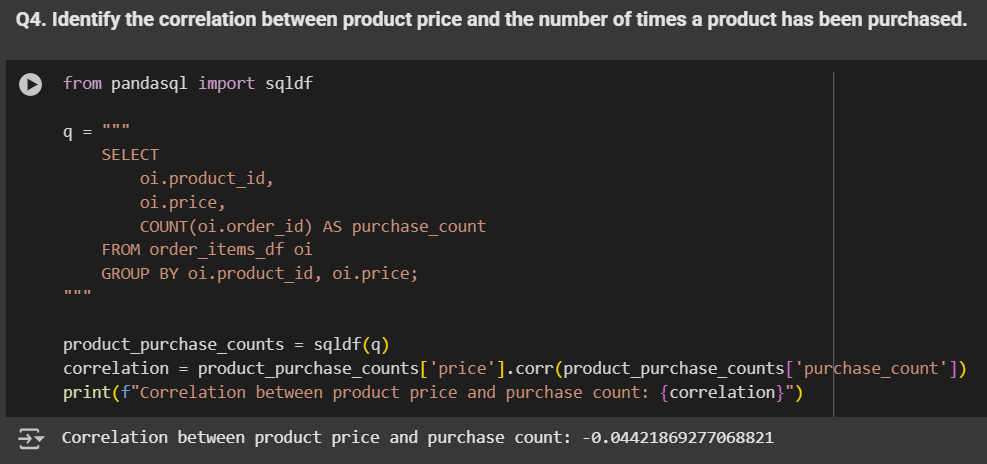 Q4. Identify the correlation between product price and the number of times a product has been purchased.
from pandasql import sqldf
q = """
SELECT
oi.product_id,
oi.price,
COUNT(oi.order_id) AS purchase_count
FROM order_items_df oi
GROUP BY oi.product_id, oi.price;
"""
product_purchase_counts = sqldf(q)
correlation = product_purchase_counts['price'].corr(product_purchase_counts['purchase_count'])
print(f"Correlation between product price and purchase count: {correlation}")
Correlation between product price and purchase count: -0.04421869277068821